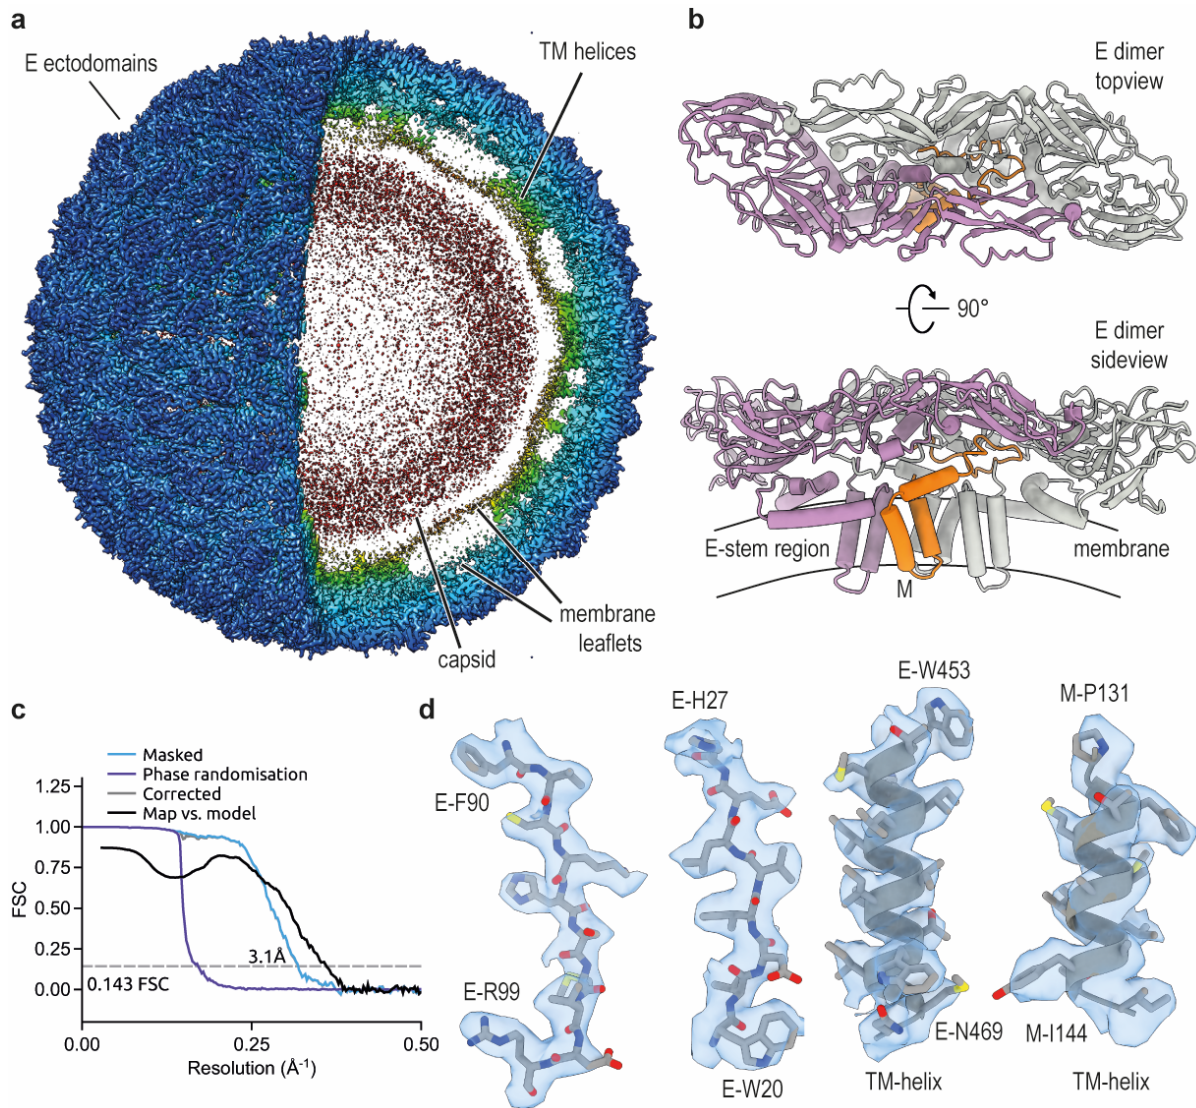 a
E ectodomains
TM helices
membrane
leaflets
capsid
b
E dimer
topview
90°
E dimer
sideview
E-stem region
membrane
M
c
Masked
Phase randomisation
Corrected
Map vs. model
1.25
1.00
0.75
0.50
0.25
0.00
FSC
3.1Å
0.143 FSC
0.00
0.25
0.50
Resolution (Å⁻¹)
d
E-F90
E-R99
E-H27
E-W20
E-W453
E-N469
TM-helix
M-P131
M-I144
TM-helix